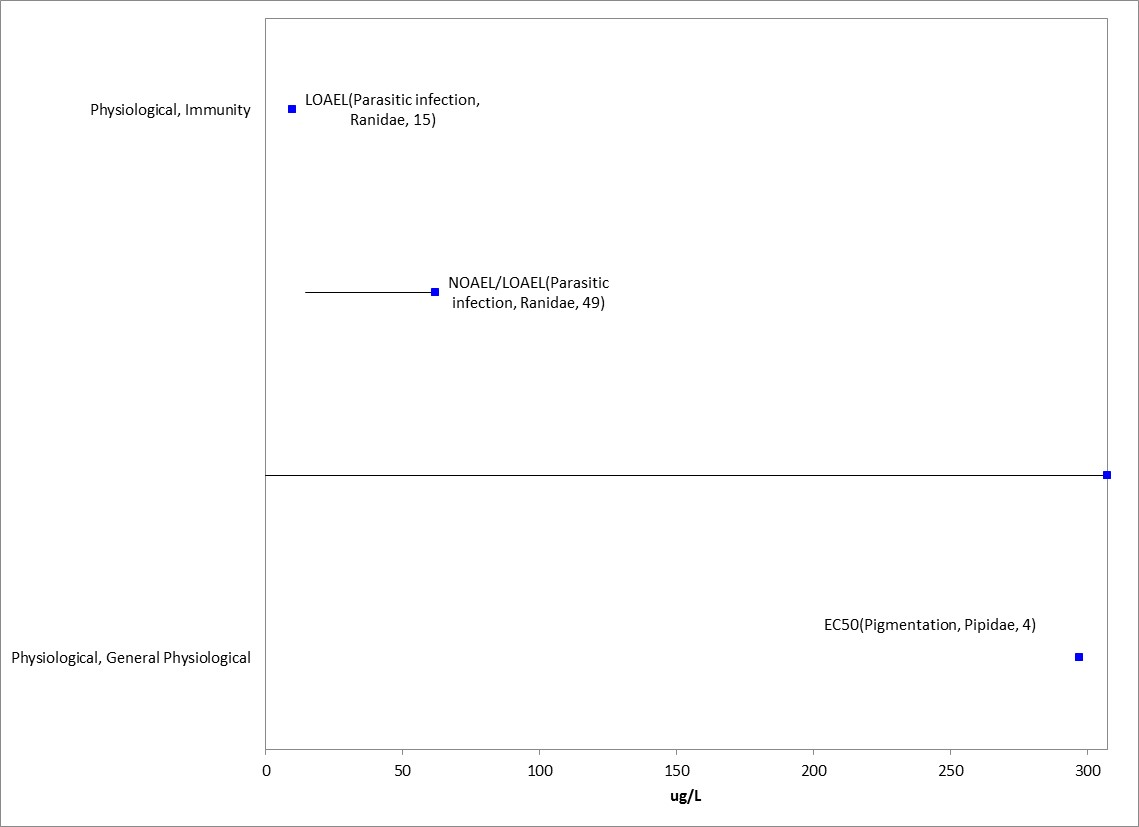 LOAEL(Parasitic infection,
Ranidae, 15)
Physiological, Immunity
NOAEL/LOAEL(Parasitic
infection, Ranidae, 49)
EC50(Pigmentation, Pipidae, 4)
Physiological, General Physiological
0 50 100 150 200 250 300
ug/L